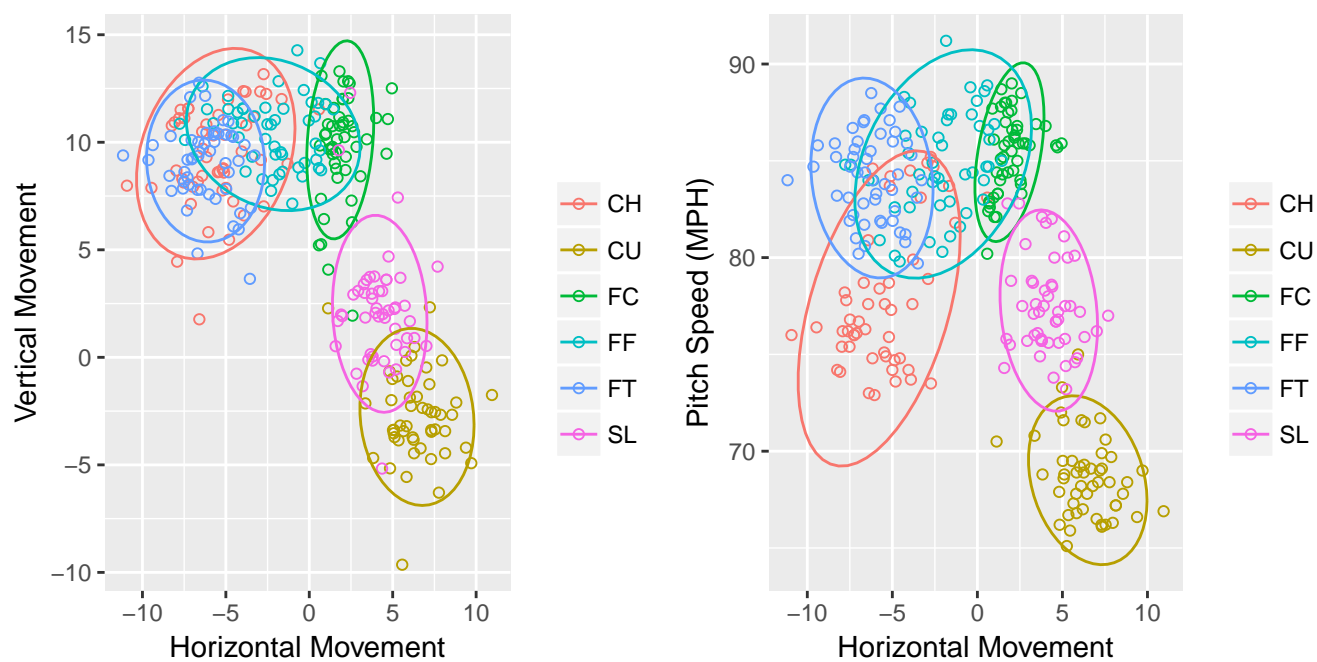 15
10
5
0
−5
−10
−10
−5
0
5
10
Horizontal Movement
Vertical Movement
CH
CU
FC
FF
FT
SL
90
80
70
−10
−5
0
5
10
Horizontal Movement
Pitch Speed (MPH)
CH
CU
FC
FF
FT
SL